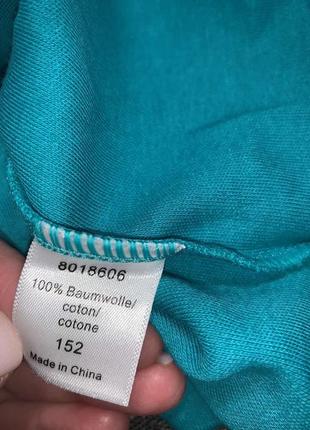 8018606
100% Baumwolle/
coton/
cotone
152
Made in China